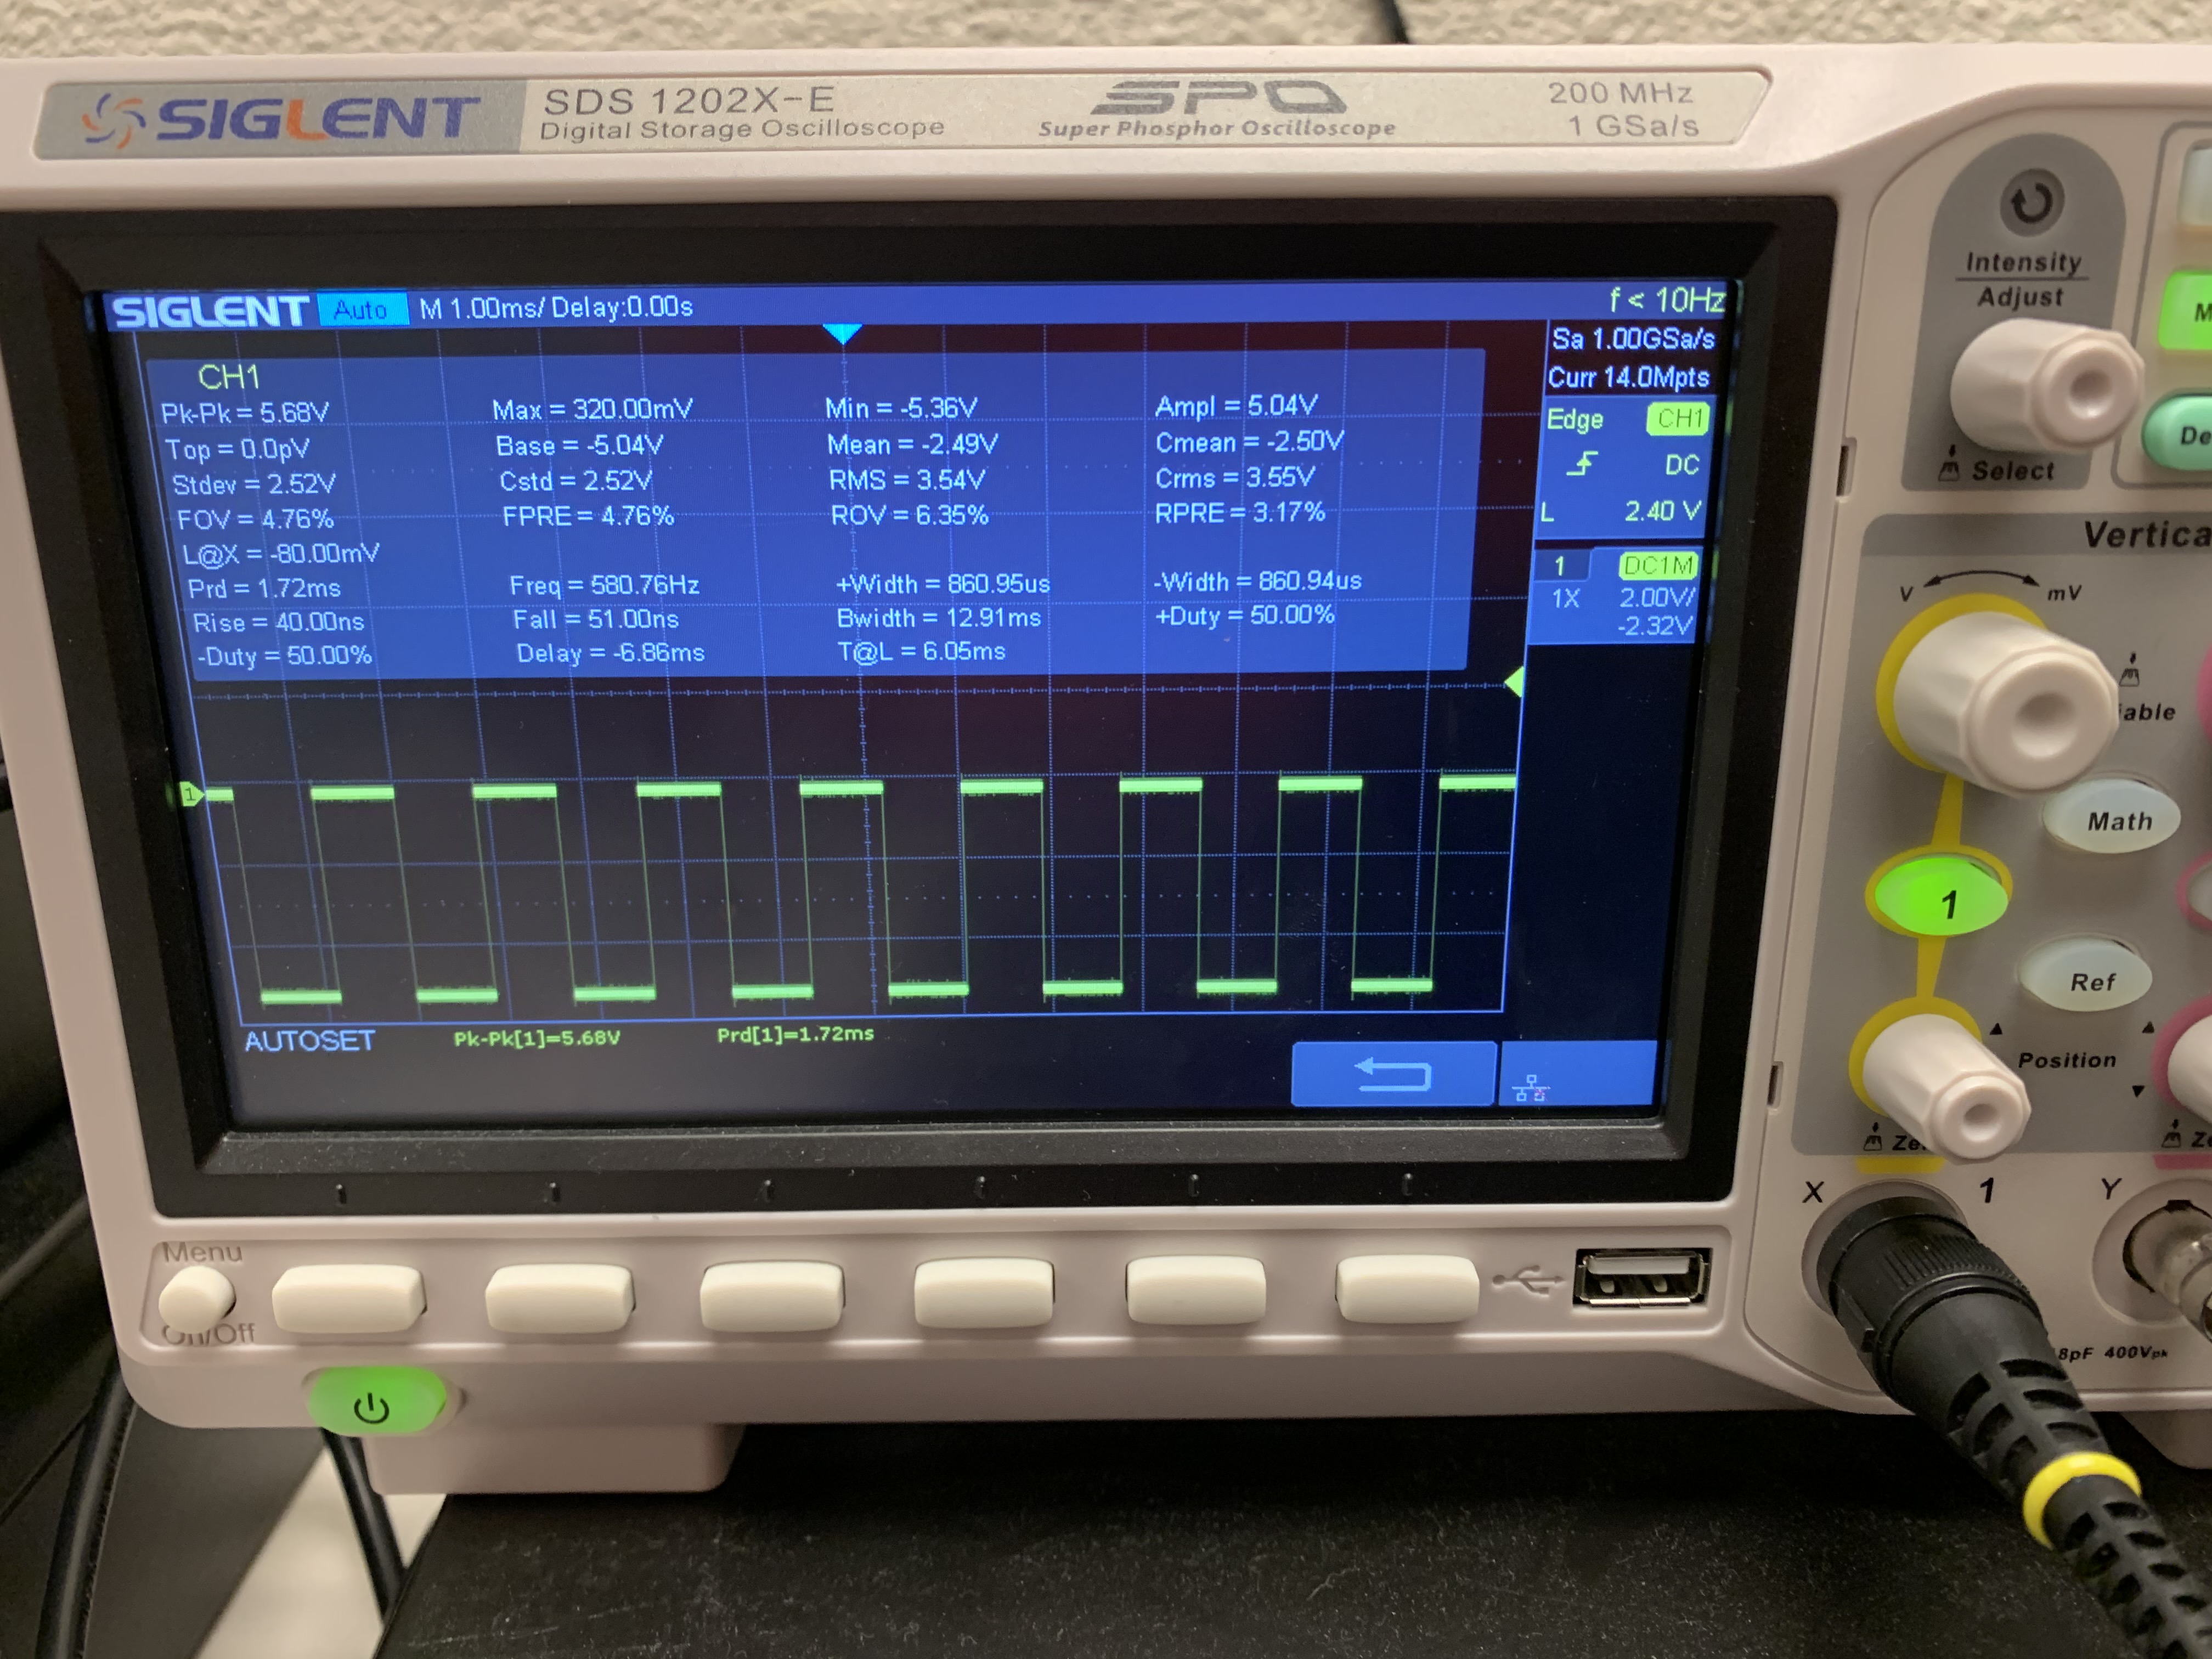 SIGLENT SDS 1202X-E SPO 200 MHz
Digital Storage Oscilloscope Super Phosphor Oscilloscope 1 GSa/s
Intensity
Adjust
Select
SIGLENT Auto M 1.00ms/ Delay:0.00s f < 10Hz
Sa 1.00GSa/s
Curr 14.0Mpts
CH1
Pk-Pk = 5.68V Max = 320.00mV Min = -5.36V Ampl = 5.04V
Top = 0.0pV Base = -5.04V Mean = -2.49V Cmean = -2.50V
Stdev = 2.52V Cstd = 2.52V RMS = 3.54V Crms = 3.55V
FOV = 4.76% FPRE = 4.76% ROV = 6.35% RPRE = 3.17%
L@X = -80.00mV
Prd = 1.72ms Freq = 580.76Hz +Width = 860.95us -Width = 860.94us
Rise = 40.00ns Fall = 51.00ns Bwidth = 12.91ms +Duty = 50.00%
-Duty = 50.00% Delay = -6.86ms T@L = 6.05ms
Edge CH1
DC
L 2.40 V
1 DC1M
1X 2.00V/
-2.32V
1
AUTOSET Pk-Pk[1]=5.68V Prd[1]=1.72ms
M
De
Vertica
V mV
iable
Math
1
Ref
Position
Ze
Ze
X 1 Y
8pF 400Vpk
Menu
On/Off